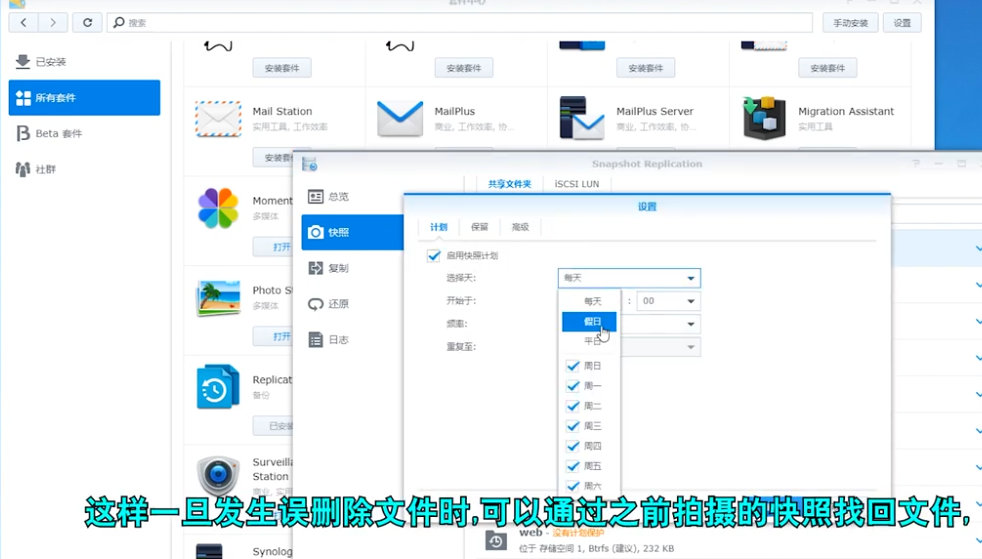 套件中心
搜索
手动安装
设置
已安装
所有套件
Beta 套件
社群
安装套件
安装套件
安装套件
安装套件
Mail Station
实用工具, 工作效率
MailPlus
商业, 工作效率, 协...
MailPlus Server
商业, 工作效率, 协...
Migration Assistant
实用工具
安装套
Moment
多媒体
打开
Photo St
多媒体
打开
Replicat
备份
已安装
Surveilla
Station
Synolog
Snapshot Replication
总览
快照
复制
还原
日志
共享文件夹
iSCSI LUN
设置
计划
保留
高级
启用快照计划
选择天:
每天
开始于:
: 00
频率:
重复至:
每天
假日
平日
周日
周一
周二
周三
周四
周五
周六
这样一旦发生误删除文件时,可以通过之前拍摄的快照找回文件,
web - 没有计划保护
位于 存储空间 1, Btrfs (建议), 232 KB